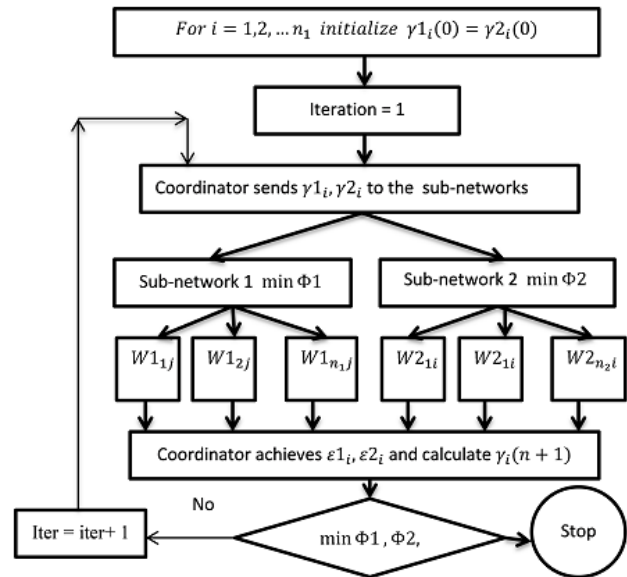 For i = 1,2, … n₁ initialize γ1ᵢ(0) = γ2ᵢ(0)
Iteration = 1
Coordinator sends γ1ᵢ, γ2ᵢ to the sub-networks
Sub-network 1 min Φ1
Sub-network 2 min Φ2
W1₁ⱼ
W1₂ⱼ
W1ₙ₁ⱼ
W2₁ᵢ
W2₁ᵢ
W2ₙ₂ᵢ
Coordinator achieves ε1ᵢ, ε2ᵢ and calculate γᵢ(n + 1)
No
Iter = iter+ 1
min Φ1 , Φ2,
Stop